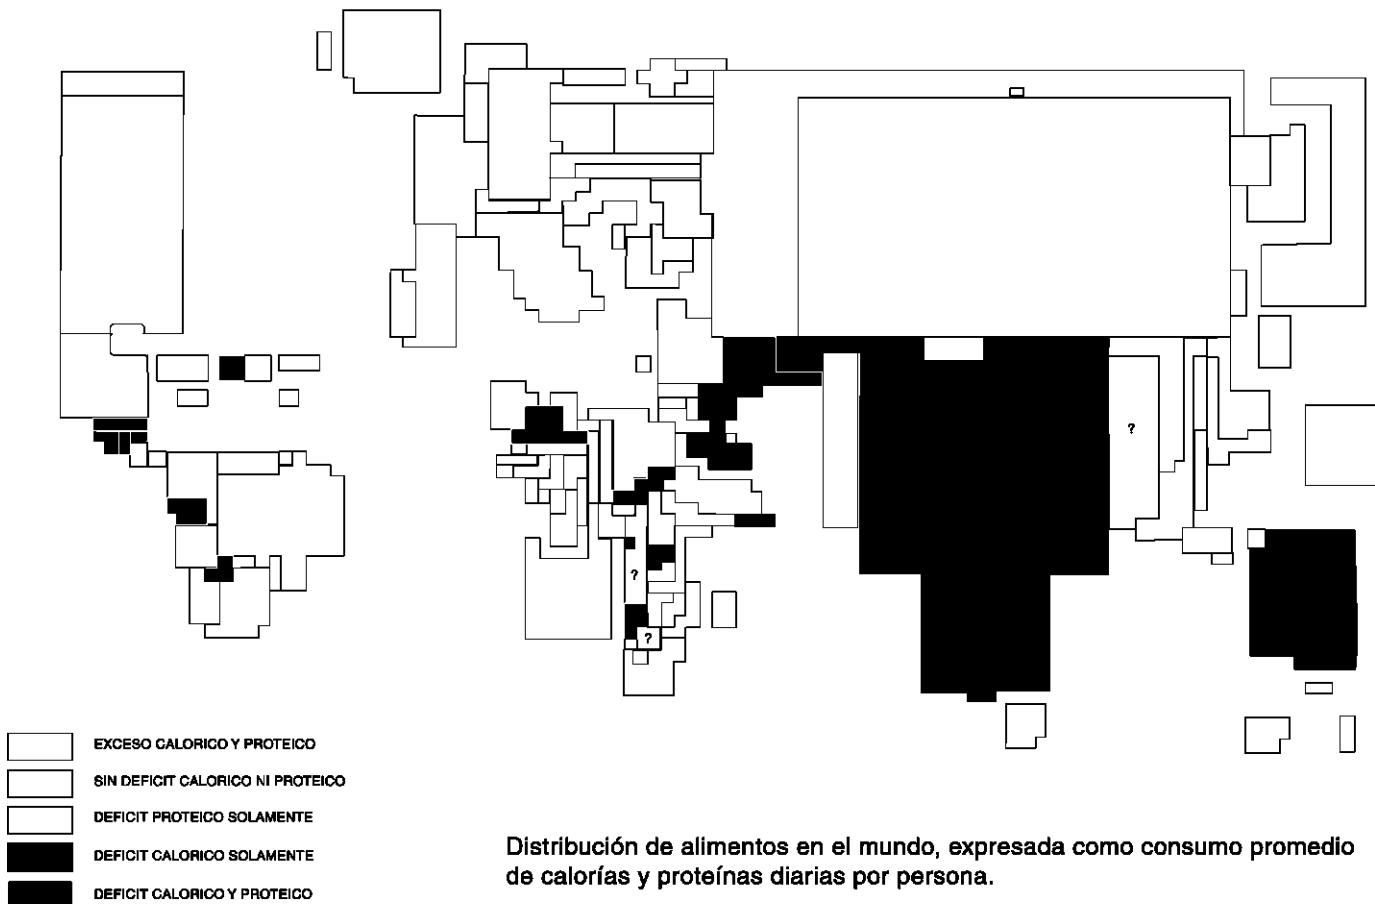 ?
?
?
EXCESO CALORICO Y PROTEICO
SIN DEFICIT CALORICO NI PROTEICO
DEFICIT PROTEICO SOLAMENTE
DEFICIT CALORICO SOLAMENTE
DEFICIT CALORICO Y PROTEICO
Distribución de alimentos en el mundo, expresada como consumo promedio
de calorías y proteínas diarias por persona.